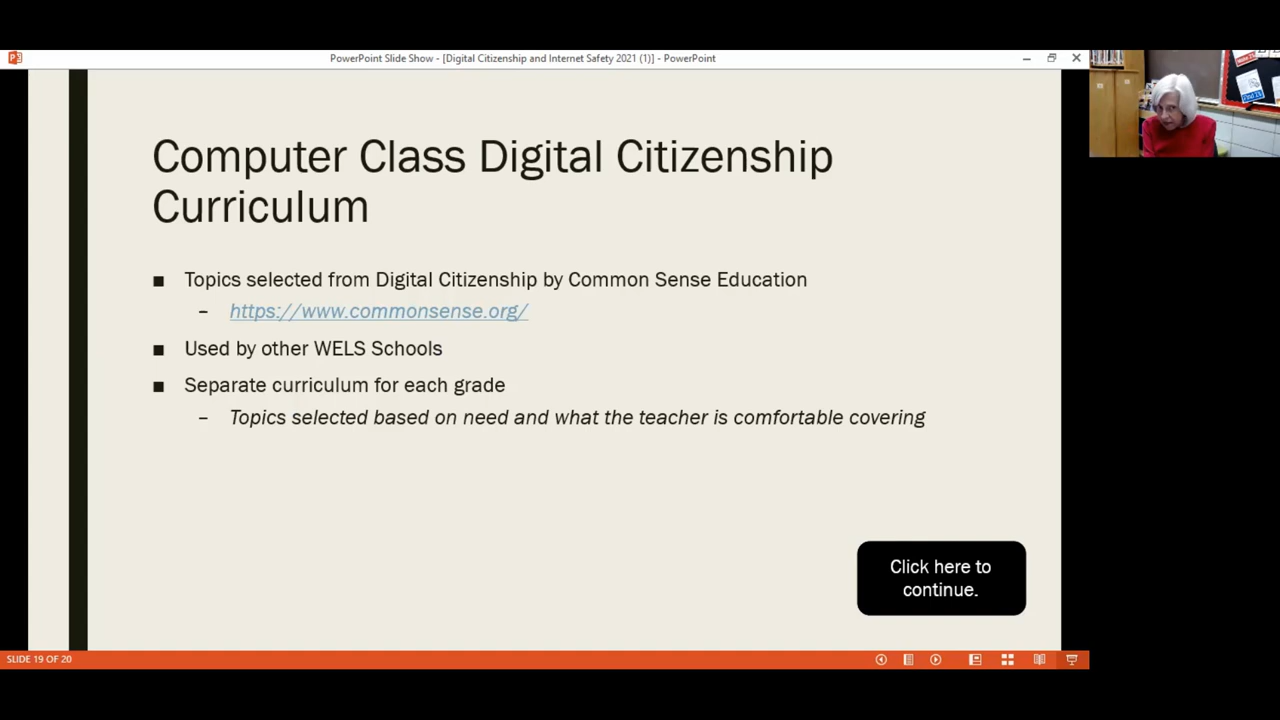 PowerPoint Slide Show - [Digital Citizenship and Internet Safety 2021 (1)] - PowerPoint
Computer Class Digital Citizenship
Curriculum
■ Topics selected from Digital Citizenship by Common Sense Education
– https://www.commonsense.org/
■ Used by other WELS Schools
■ Separate curriculum for each grade
– Topics selected based on need and what the teacher is comfortable covering
Click here to
continue.
SLIDE 19 OF 20